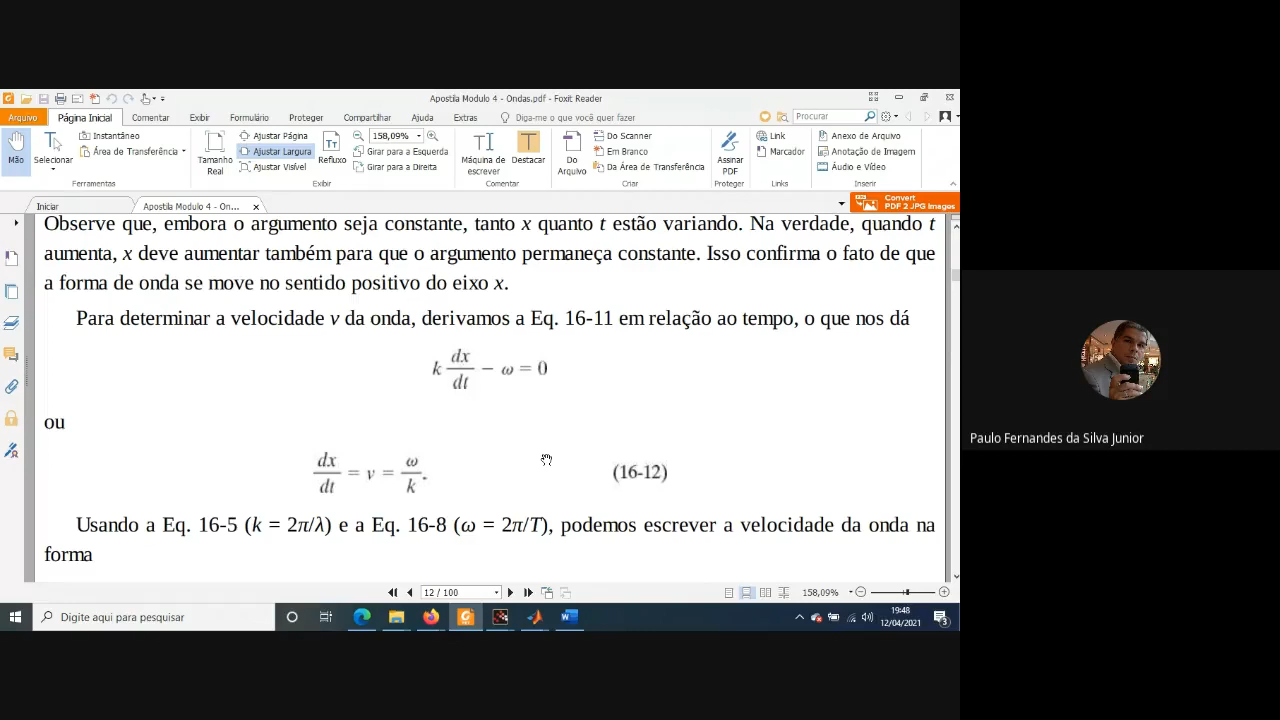 Apostila Modulo 4 - Ondas.pdf - Foxit Reader
Arquivo Página Inicial Comentar Exibir Formulário Proteger Compartilhar Ajuda Extras Diga-me o que você quer fazer Procurar
Mão
Selecionar
Instantâneo
Área de Transferência
Ferramentas
Tamanho Real
Ajustar Página
Ajustar Largura
Ajustar Visível
Refluxo
158,09%
Girar para a Esquerda
Girar para a Direita
Exibir
Máquina de escrever
Destacar
Comentar
Do Arquivo
Do Scanner
Em Branco
Da Área de Transferência
Criar
Assinar PDF
Proteger
Link
Marcador
Links
Anexo de Arquivo
Anotação de Imagem
Áudio e Vídeo
Inserir
Iniciar
Apostila Modulo 4 - On...
Convert
PDF 2 JPG Images
Observe que, embora o argumento seja constante, tanto x quanto t estão variando. Na verdade, quando t
aumenta, x deve aumentar também para que o argumento permaneça constante. Isso confirma o fato de que
a forma de onda se move no sentido positivo do eixo x.
Para determinar a velocidade v da onda, derivamos a Eq. 16-11 em relação ao tempo, o que nos dá
k dx/dt − ω = 0
ou
dx/dt = v = ω/k. (16-12)
Usando a Eq. 16-5 (k = 2π/λ) e a Eq. 16-8 (ω = 2π/T), podemos escrever a velocidade da onda na
forma
12 / 100
158,09%
Digite aqui para pesquisar
19:48
12/04/2021
3
Paulo Fernandes da Silva Junior